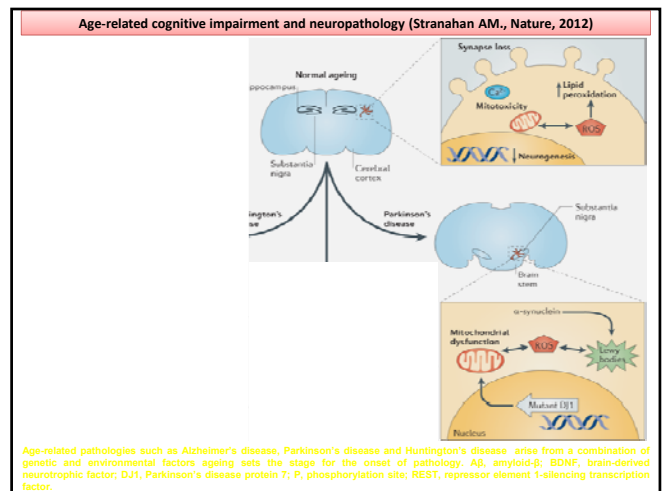 Age-related cognitive impairment and neuropathology (Stranahan AM., Nature, 2012)
Synapse loss
Normal ageing
ppocampus
Lipid
peroxidation
Mitotoxicity
ROS
Neurogenesis
Substantia
nigra
Cerebral
cortex
ington's
se
Parkinson's
disease
Substantia
nigra
Brain
stem
α-synuclein
Mitochondrial
dysfunction
ROS
Lewy
bodies
Mutant DJ1
Nucleus
Age-related pathologies such as Alzheimer's disease, Parkinson's disease and Huntington's disease arise from a combination of
genetic and environmental factors ageing sets the stage for the onset of pathology. Aβ, amyloid-β, BDNF, brain-derived
neurotrophic factor; DJ1, Parkinson's disease protein 7; P, phosphorylation site; REST, repressor element 1-silencing transcription
factor.